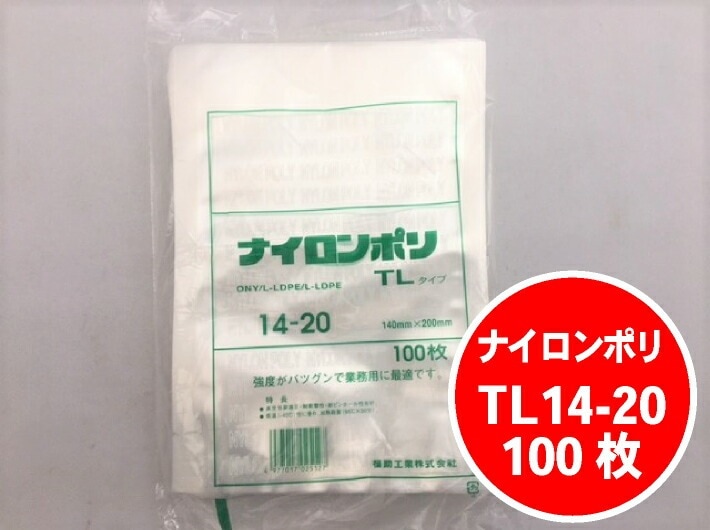 ナイロンポリ
ONY/L-LDPE/L-LDPE
TLタイプ
14-20
140mm×200mm
100枚
強度がバツグンで業務用に最適です。
特長
福助工業株式会社
ナイロンポリ
TL14-20
100枚